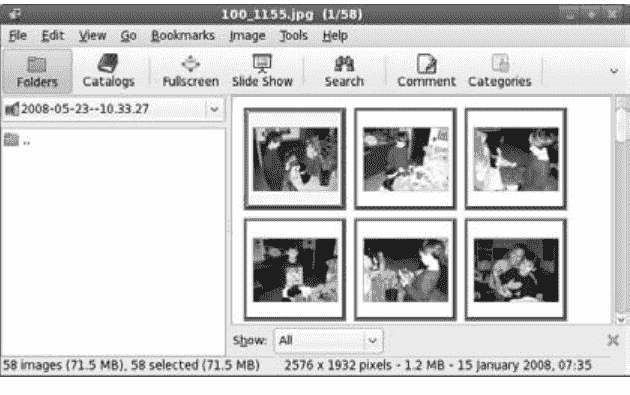 100_1155.jpg (1/58)
File Edit View Go Bookmarks Image Tools Help
Folders Catalogs Fullscreen Slide Show Search Comment Categories
2008-05-23--10.33.27
..
Show: All
58 images (71.5 MB), 58 selected (71.5 MB) 2576 x 1932 pixels - 1.2 MB - 15 January 2008, 07:35